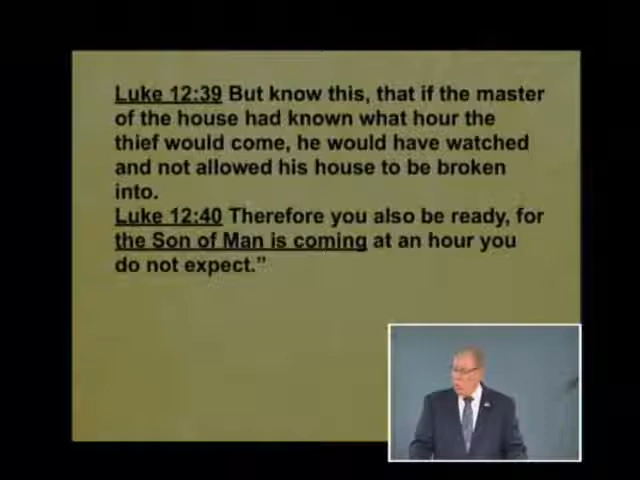 Luke 12:39 But know this, that if the master
of the house had known what hour the
thief would come, he would have watched
and not allowed his house to be broken
into.
Luke 12:40 Therefore you also be ready, for
the Son of Man is coming at an hour you
do not expect.”